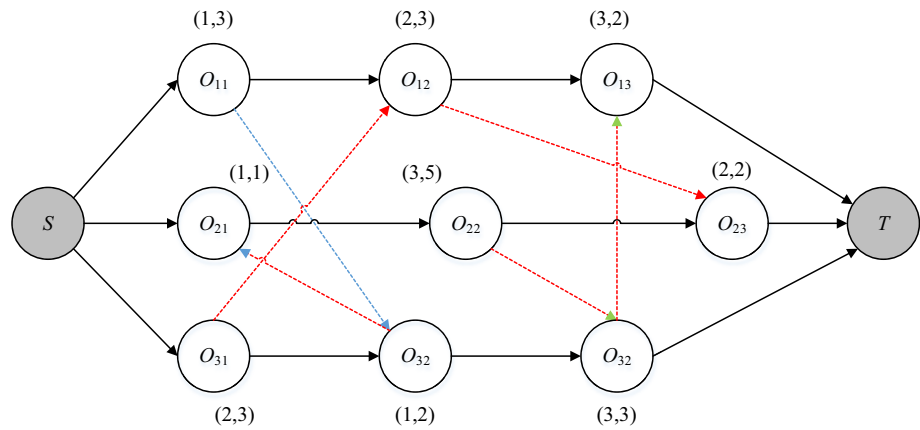 (1,3) (2,3) (3,2)
O11 O12 O13
(1,1) (3,5) (2,2)
S O21 O22 O23 T
O31 O32 O32
(2,3) (1,2) (3,3)